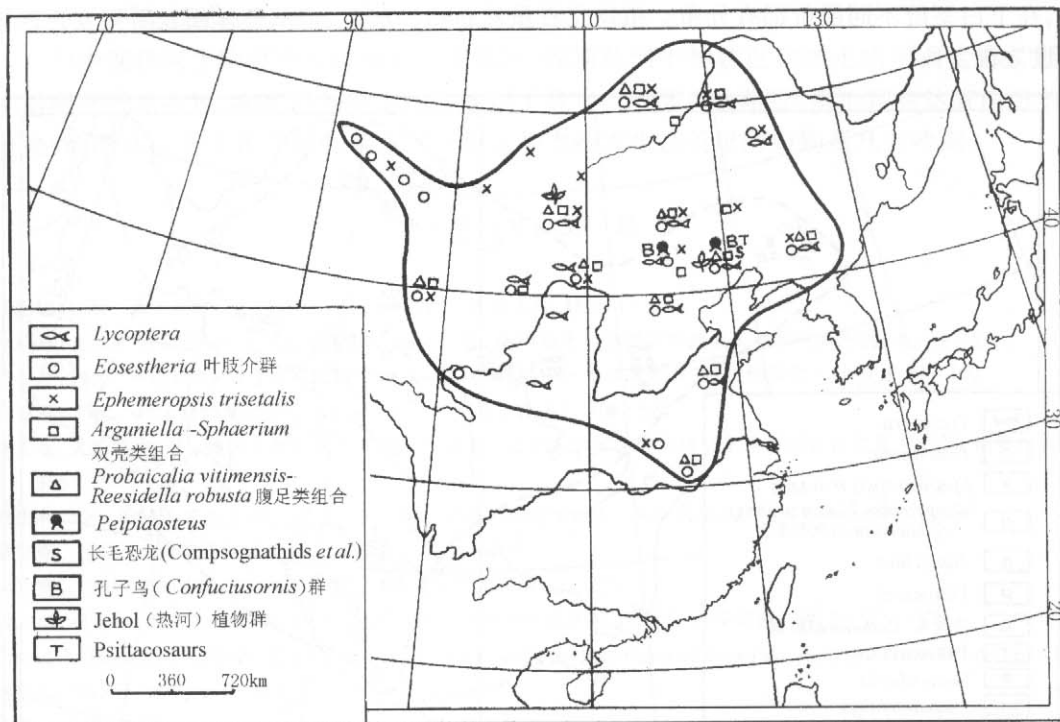 70
90
110
130
40
30
20
B
BT
S
Lycoptera
Eosestheria 叶肢介群
Ephemeropsis trisetalis
Arguniella -Sphaerium
双壳类组合
Probaicalia vitimensis-
Reesidella robusta 腹足类组合
Peipiaosteus
S 长毛恐龙(Compsognathids et al.)
B 孔子鸟(Confuciusornis)群
Jehol (热河) 植物群
T Psittacosaurs
0 360 720km